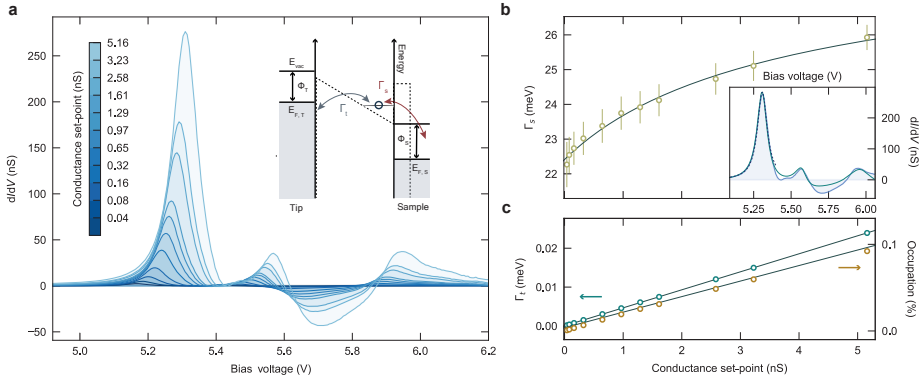 a
dI/dV (nS)
250
200
150
100
50
0
−50
5.0
5.2
5.4
5.6
5.8
6.0
6.2
Bias voltage (V)
Conductance set-point (nS)
5.16
3.23
2.58
1.61
1.29
0.97
0.65
0.32
0.16
0.08
0.04
E_vac
Φ_T
E_F, T
Tip
Γ_t
Γ_s
Energy
Φ_S
E_F, S
Sample
b
Γ_s (meV)
26
25
24
23
22
Bias voltage (V)
dI/dV (nS)
200
100
0
5.25
5.50
5.75
6.00
c
Γ_t (meV)
0.02
0.01
0.00
0
1
2
3
4
5
Conductance set-point (nS)
0.1
0.0
Occupation (%)